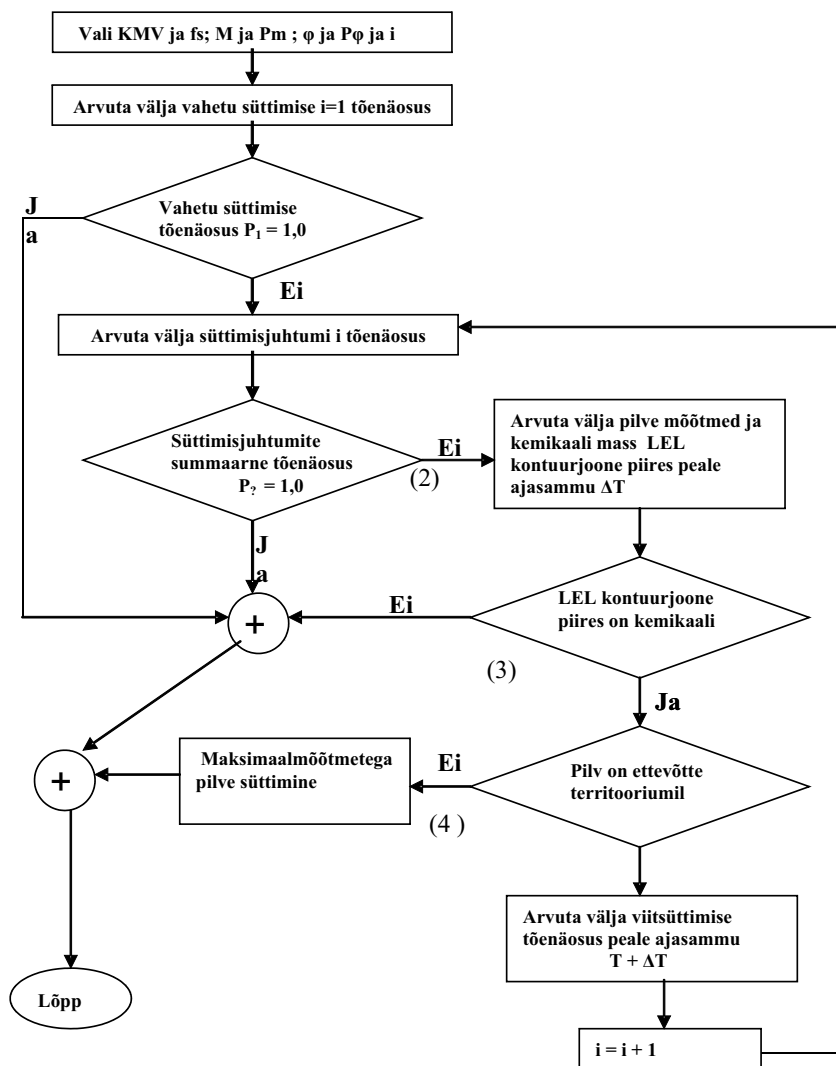 Vali KMV ja fs; M ja Pm ; φ ja Pφ ja i
Arvuta välja vahetu süttimise i=1 tõenäosus
Vahetu süttimise
tõenäosus P₁ = 1,0
J
a
Ei
Arvuta välja süttimisjuhtumi i tõenäosus
Süttimisjuhtumite
summaarne tõenäosus
P? = 1,0
Ei
(2)
Arvuta välja pilve mõõtmed ja
kemikaali mass LEL
kontuurjoone piires peale
ajasammu ΔT
J
a
+
Ei
LEL kontuurjoone
piires on kemikaali
(3)
Ja
+
Maksimaalmõõtmetega
pilve süttimine
Ei
(4 )
Pilv on ettevõtte
territooriumil
Arvuta välja viitsüttimise
tõenäosus peale ajasammu
T + ΔT
Lõpp
i = i + 1